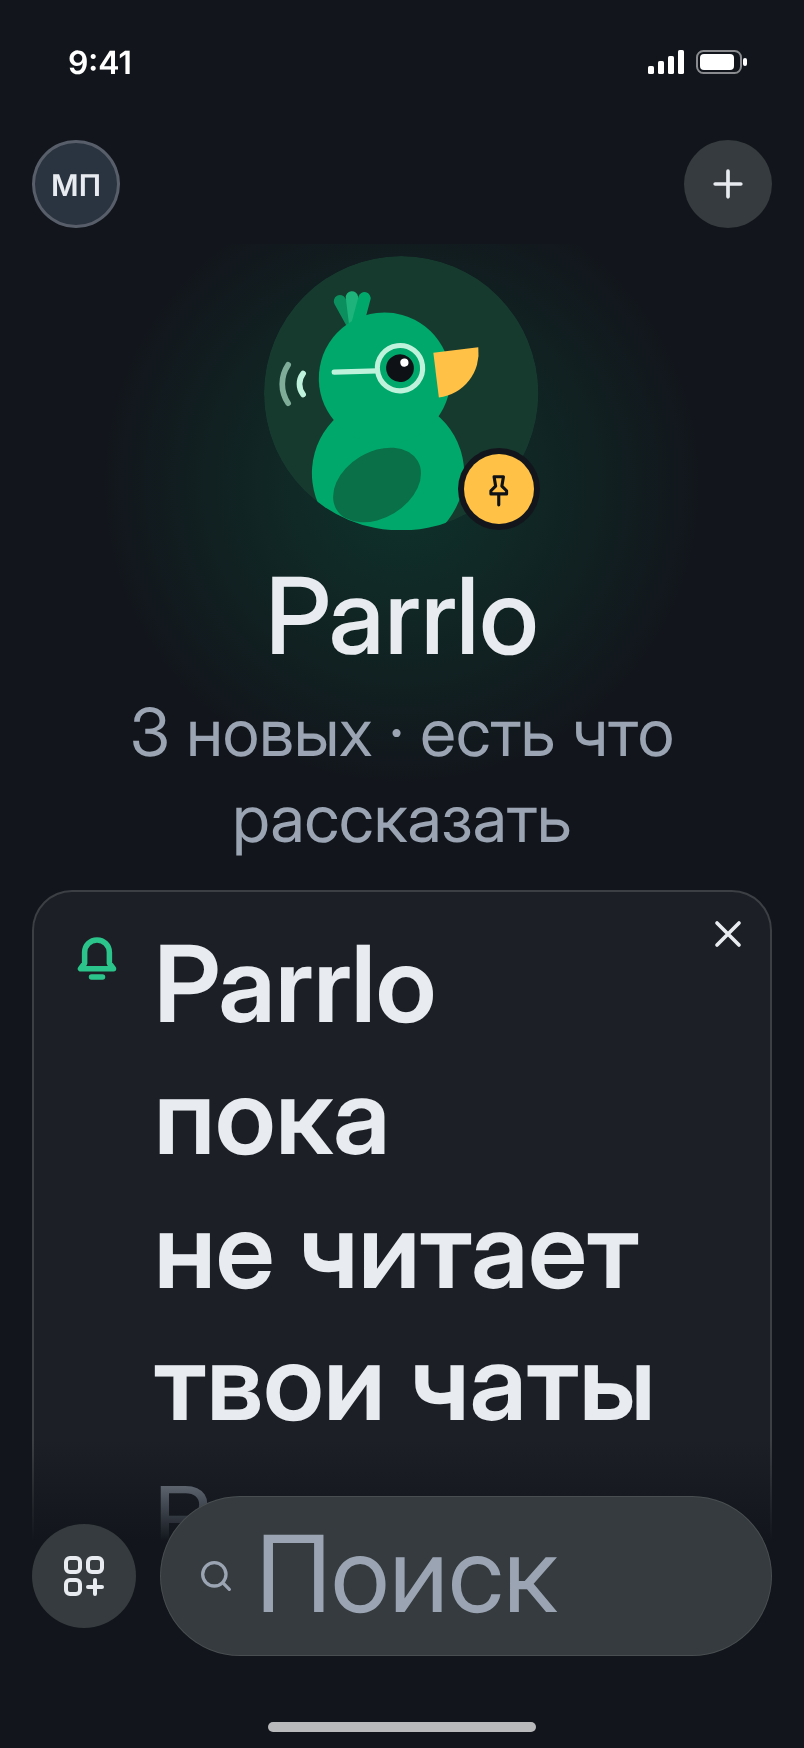 9:41
МП
Parrlo
3 новых · есть что
рассказать
Parrlo
пока
не читает
твои чаты
Поиск